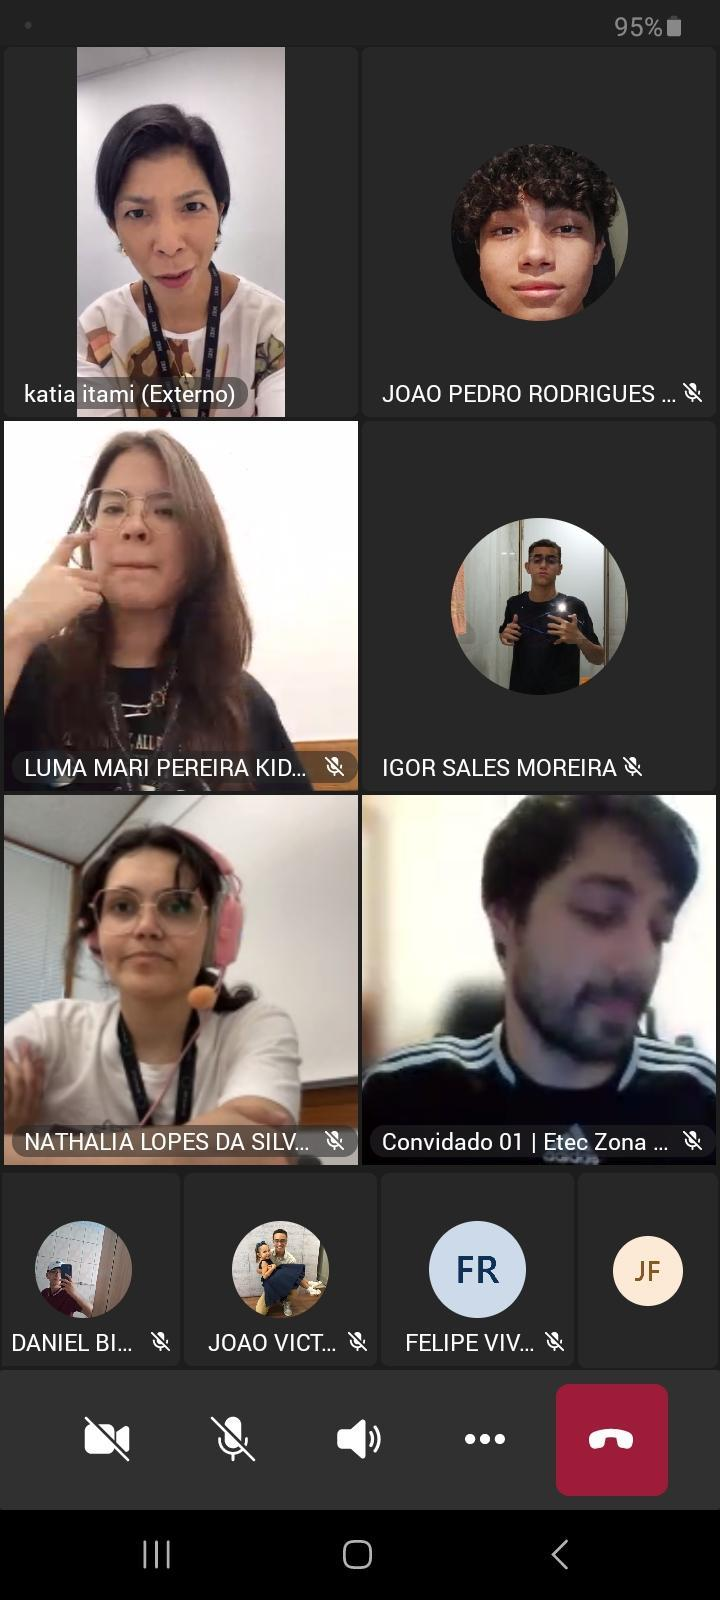 95%
katia itami (Externo)
JOAO PEDRO RODRIGUES ...
LUMA MARI PEREIRA KID...
IGOR SALES MOREIRA
NATHALIA LOPES DA SILV...
Convidado 01 | Etec Zona ...
adidas
FR
JF
DANIEL BI...
JOAO VICT...
FELIPE VIV...